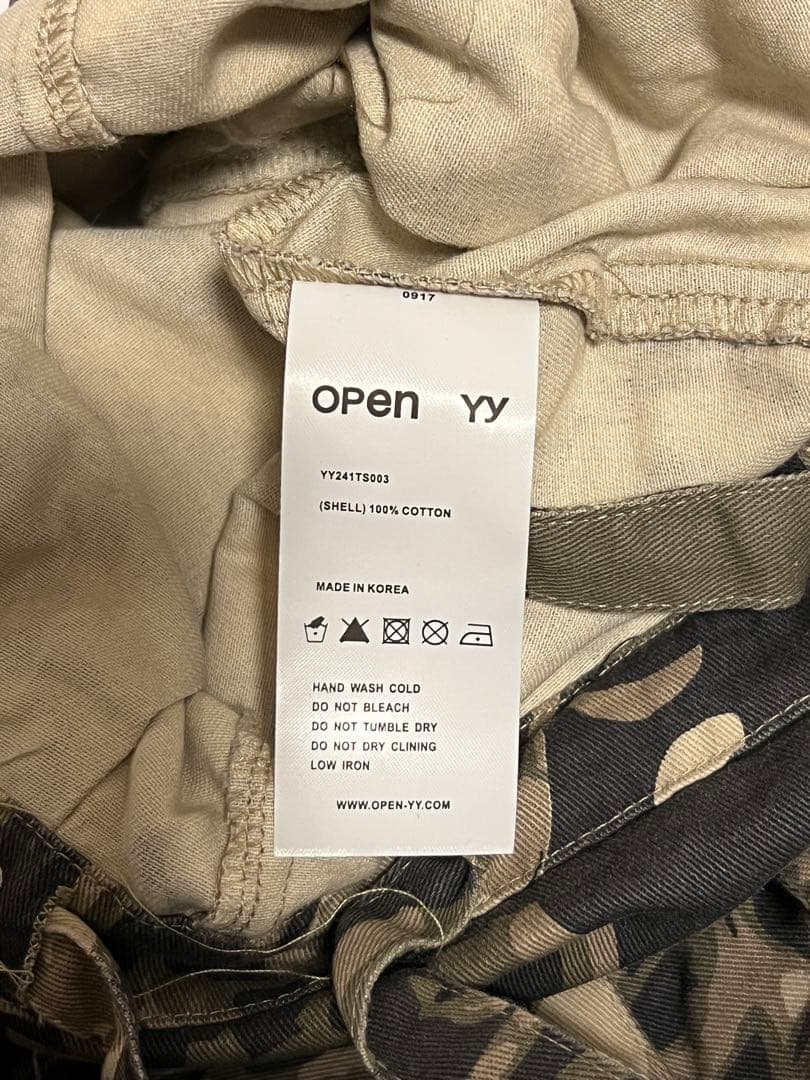 0917
OPEN YY
YY241TS003
(SHELL) 100% COTTON
MADE IN KOREA
HAND WASH COLD
DO NOT BLEACH
DO NOT TUMBLE DRY
DO NOT DRY CLINING
LOW IRON
WWW.OPEN-YY.COM